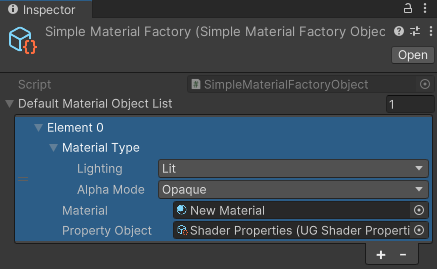 Inspector
Simple Material Factory (Simple Material Factory Objec
Open
Script SimpleMaterialFactoryObject
Default Material Object List 1
Element 0
Material Type
Lighting Lit
Alpha Mode Opaque
Material New Material
Property Object Shader Properties (UG Shader Properti
+ -